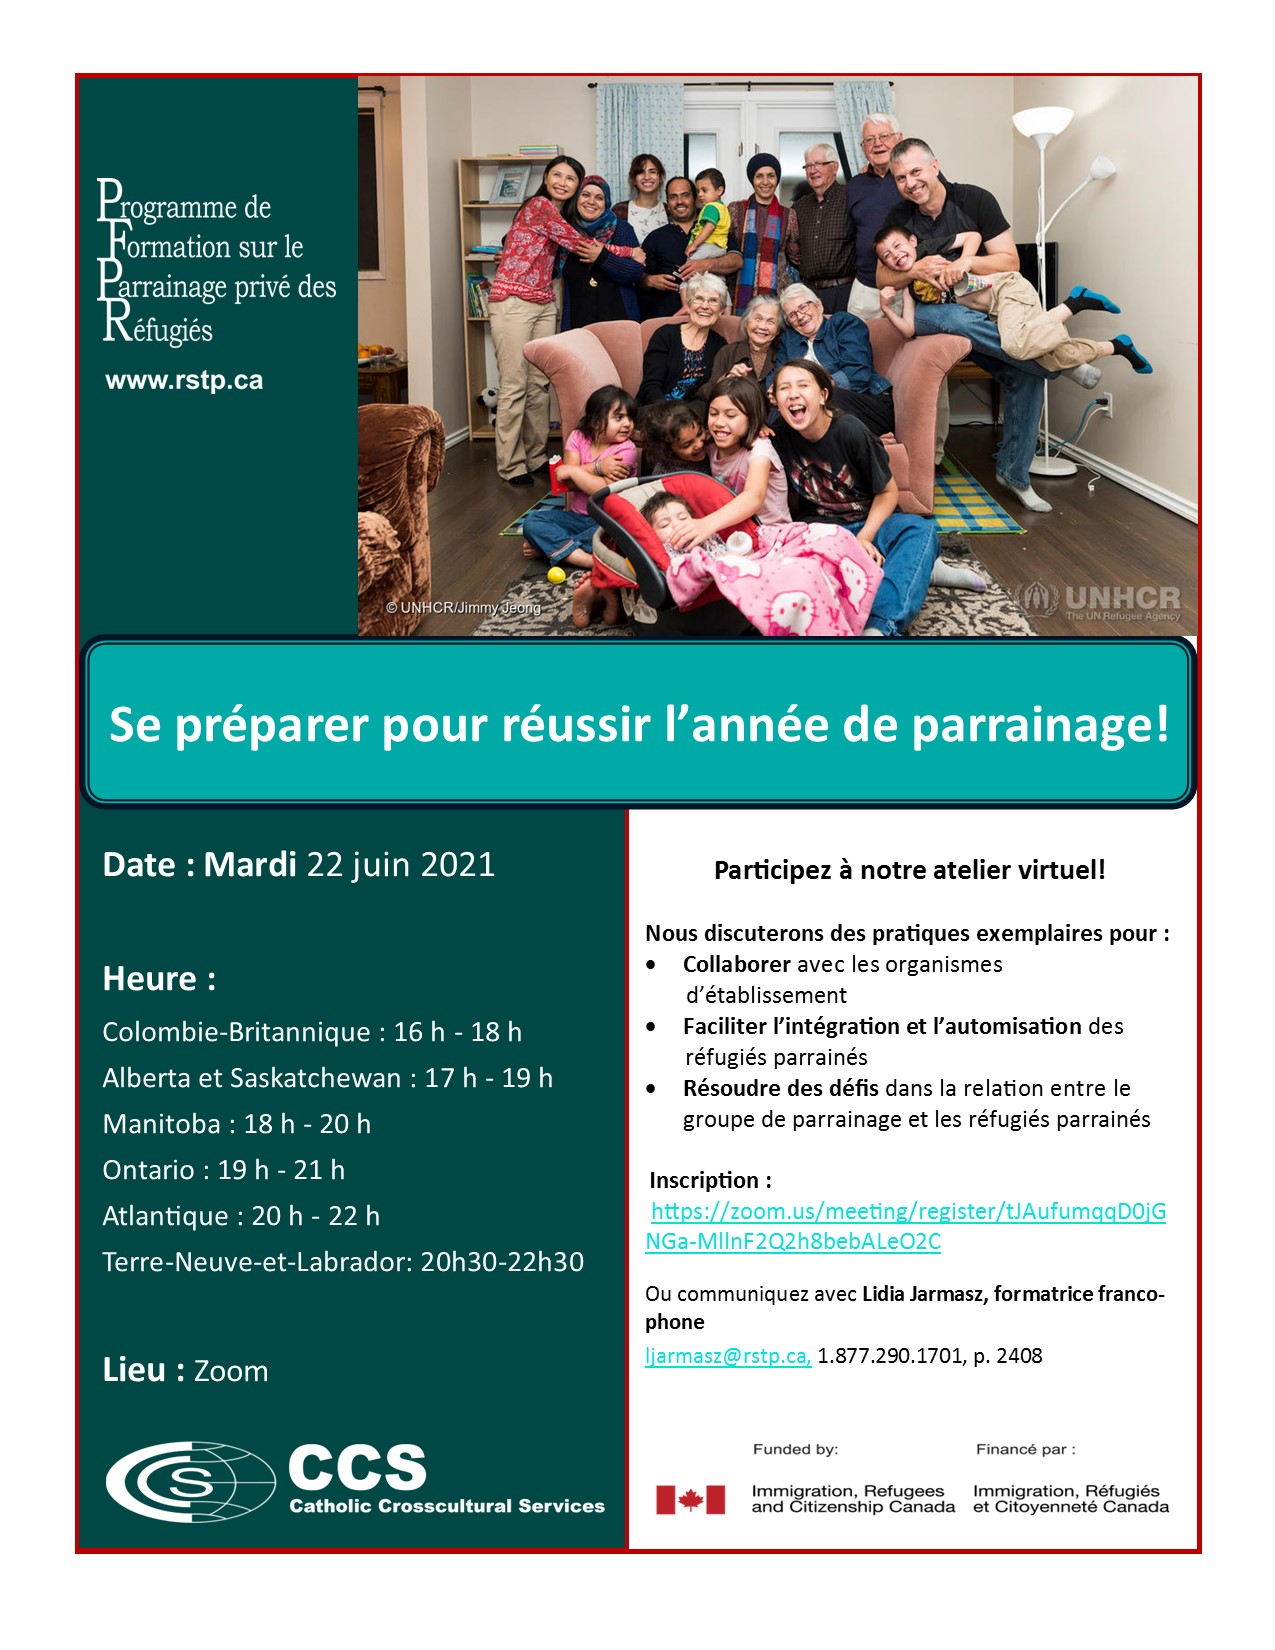 Programme de
Formation sur le
Parrainage privé des
Réfugiés
www.rstp.ca
© UNHCR/Jimmy Jeong
UNHCR
The UN Refugee Agency
Se préparer pour réussir l’année de parrainage!
Date : Mardi 22 juin 2021
Heure :
Colombie-Britannique : 16 h - 18 h
Alberta et Saskatchewan : 17 h - 19 h
Manitoba : 18 h - 20 h
Ontario : 19 h - 21 h
Atlantique : 20 h - 22 h
Terre-Neuve-et-Labrador: 20h30-22h30
Lieu : Zoom
CCS
CCS
Catholic Crosscultural Services
Participez à notre atelier virtuel!
Nous discuterons des pratiques exemplaires pour :
• Collaborer avec les organismes
d’établissement
• Faciliter l’intégration et l’automisation des
réfugiés parrainés
• Résoudre des défis dans la relation entre le
groupe de parrainage et les réfugiés parrainés
Inscription :
https://zoom.us/meeting/register/tJAufumqqD0jG
NGa-MllnF2Q2h8bebALeO2C
Ou communiquez avec Lidia Jarmasz, formatrice franco-
phone
ljarmasz@rstp.ca, 1.877.290.1701, p. 2408
Funded by:
Immigration, Refugees
and Citizenship Canada
Financé par :
Immigration, Réfugiés
et Citoyenneté Canada